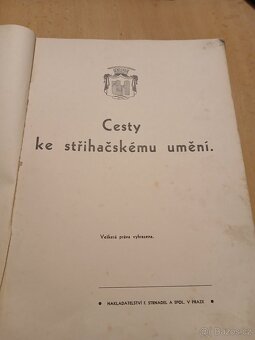 Cesty
ke střihačskému umění.
Veškerá práva vyhrazena.
NAKLADATELSTVÍ F. STRNADEL A SPOL. V PRAZE